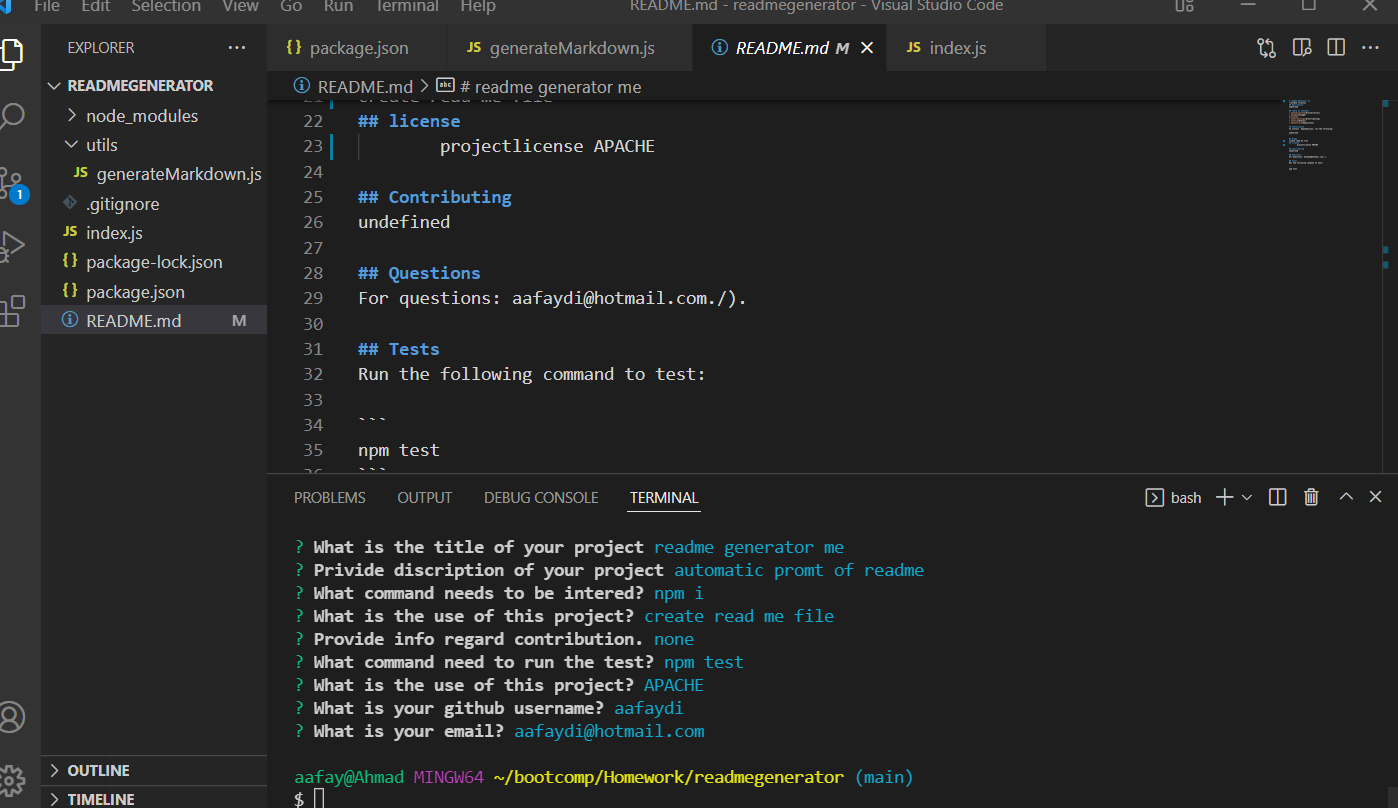 File Edit Selection View Go Run Terminal Help README.md - readmegenerator - Visual Studio Code
EXPLORER ···
{} package.json JS generateMarkdown.js README.md M JS index.js
READMEGENERATOR
README.md > # readme generator me
node_modules
utils
JS generateMarkdown.js
.gitignore
JS index.js
{} package-lock.json
{} package.json
README.md M
1
21 create read me file
22 ## license
23 projectlicense APACHE
24
25 ## Contributing
26 undefined
27
28 ## Questions
29 For questions: aafaydi@hotmail.com./).
30
31 ## Tests
32 Run the following command to test:
33
34 ```
35 npm test
36 ```
PROBLEMS OUTPUT DEBUG CONSOLE TERMINAL bash
? What is the title of your project readme generator me
? Privide discription of your project automatic promt of readme
? What command needs to be intered? npm i
? What is the use of this project? create read me file
? Provide info regard contribution. none
? What command need to run the test? npm test
? What is the use of this project? APACHE
? What is your github username? aafaydi
? What is your email? aafaydi@hotmail.com
aafay@Ahmad MINGW64 ~/bootcomp/Homework/readmegenerator (main)
$
OUTLINE
TIMELINE